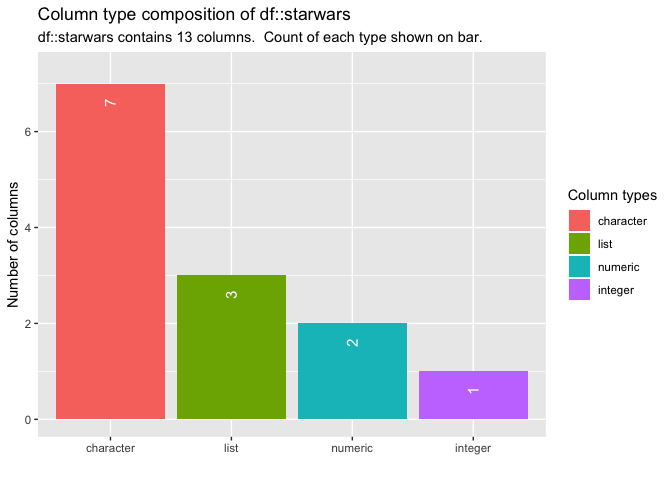 Column type composition of df::starwars
df::starwars contains 13 columns.  Count of each type shown on bar.
Number of columns
6
4
2
0
7
3
2
1
character
list
numeric
integer
Column types
character
list
numeric
integer